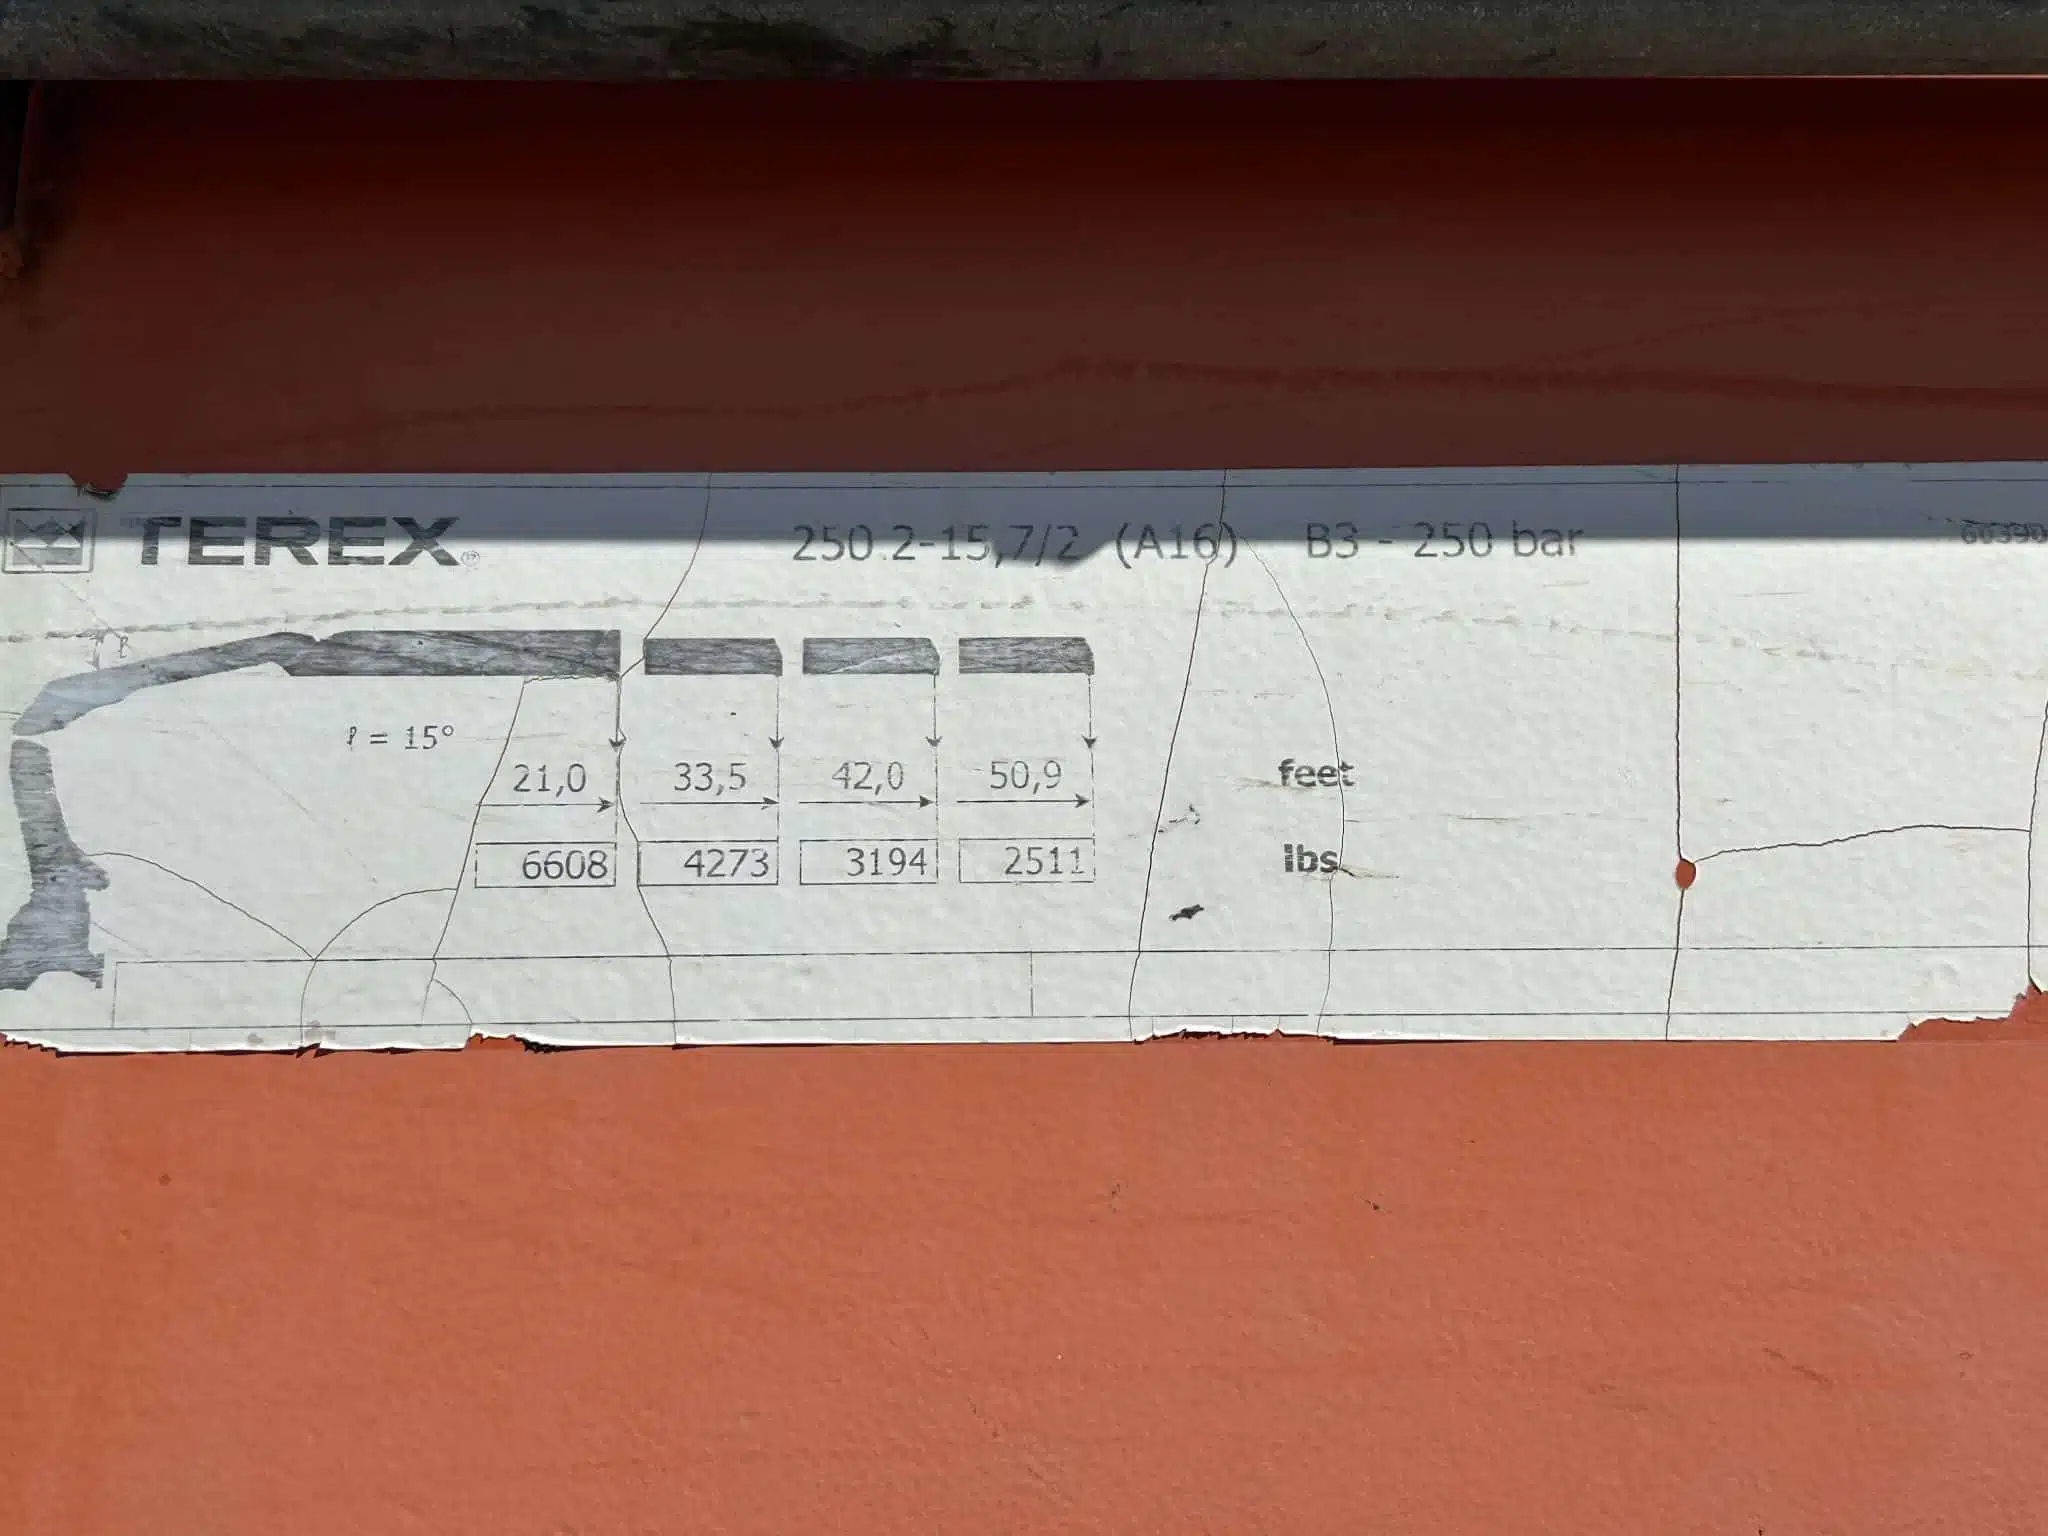 TEREX® 250.2-15,7/2 (A16) B3 - 250 bar
ℓ = 15°
21,0 33,5 42,0 50,9 feet
6608 4273 3194 2511 lbs